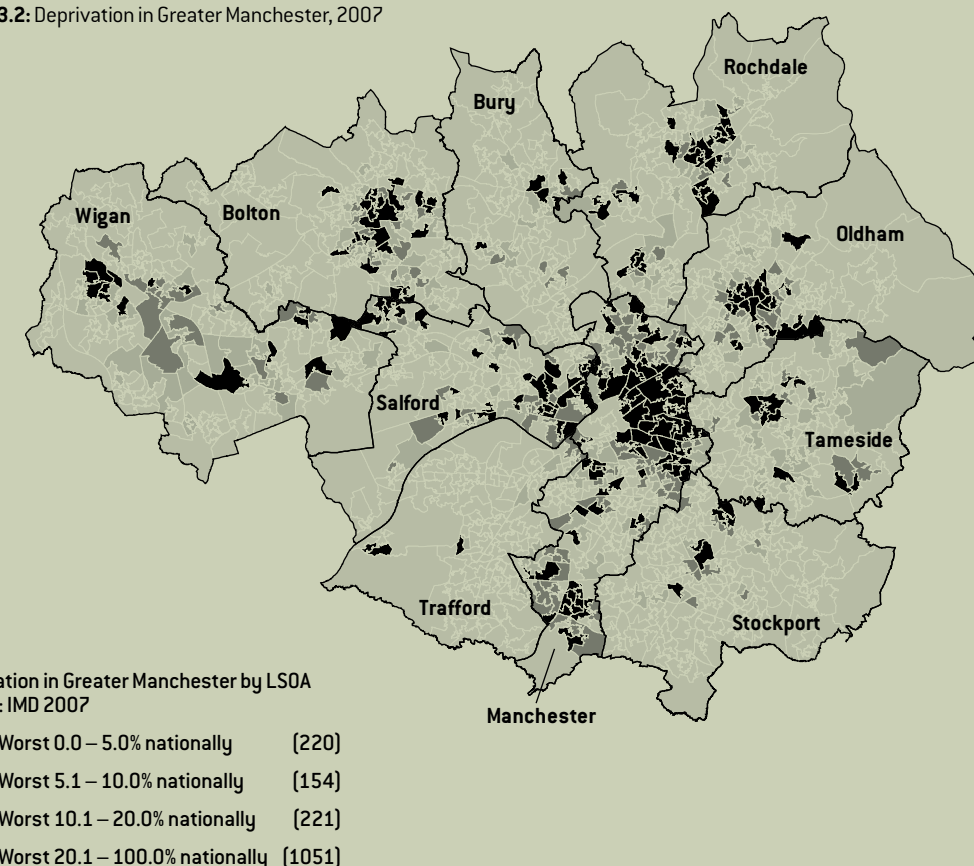 3.2: Deprivation in Greater Manchester, 2007
Rochdale
Bury
Wigan
Bolton
Oldham
Salford
Tameside
Trafford
Stockport
Manchester
ation in Greater Manchester by LSOA
: IMD 2007
Worst 0.0 – 5.0% nationally (220)
Worst 5.1 – 10.0% nationally (154)
Worst 10.1 – 20.0% nationally (221)
Worst 20.1 – 100.0% nationally (1051)